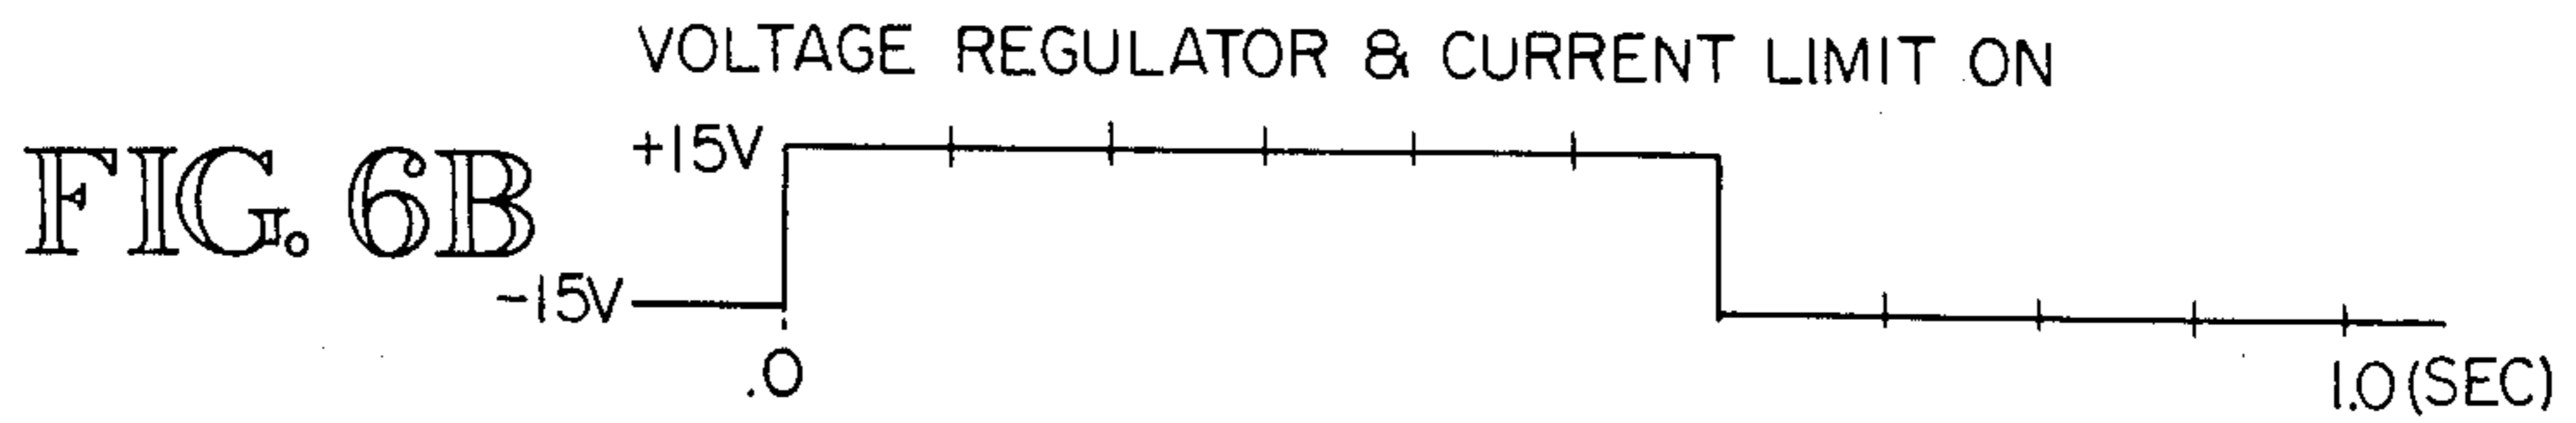 VOLTAGE REGULATOR & CURRENT LIMIT ON
+15V
FIG. 6B
-15V
.0
1.0 (SEC)